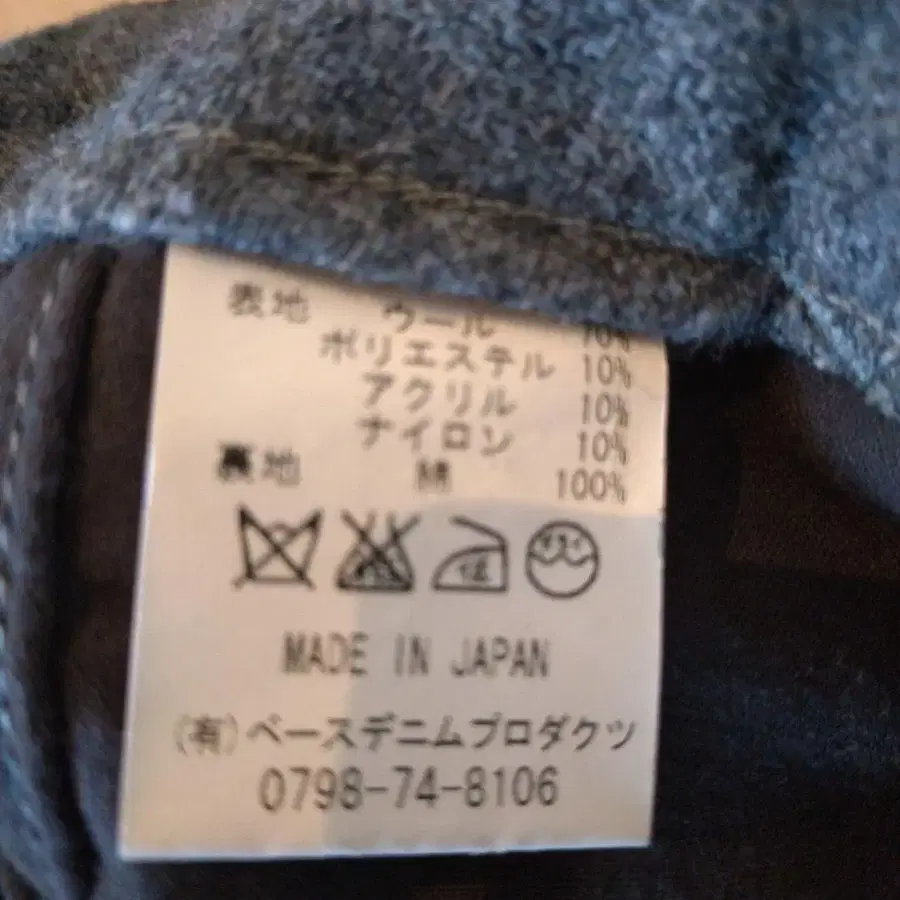 表地 ウール 70%
ポリエステル 10%
アクリル 10%
ナイロン 10%
裏地 綿 100%
MADE IN JAPAN
(有)ベースデニムプロダクツ
0798-74-8106